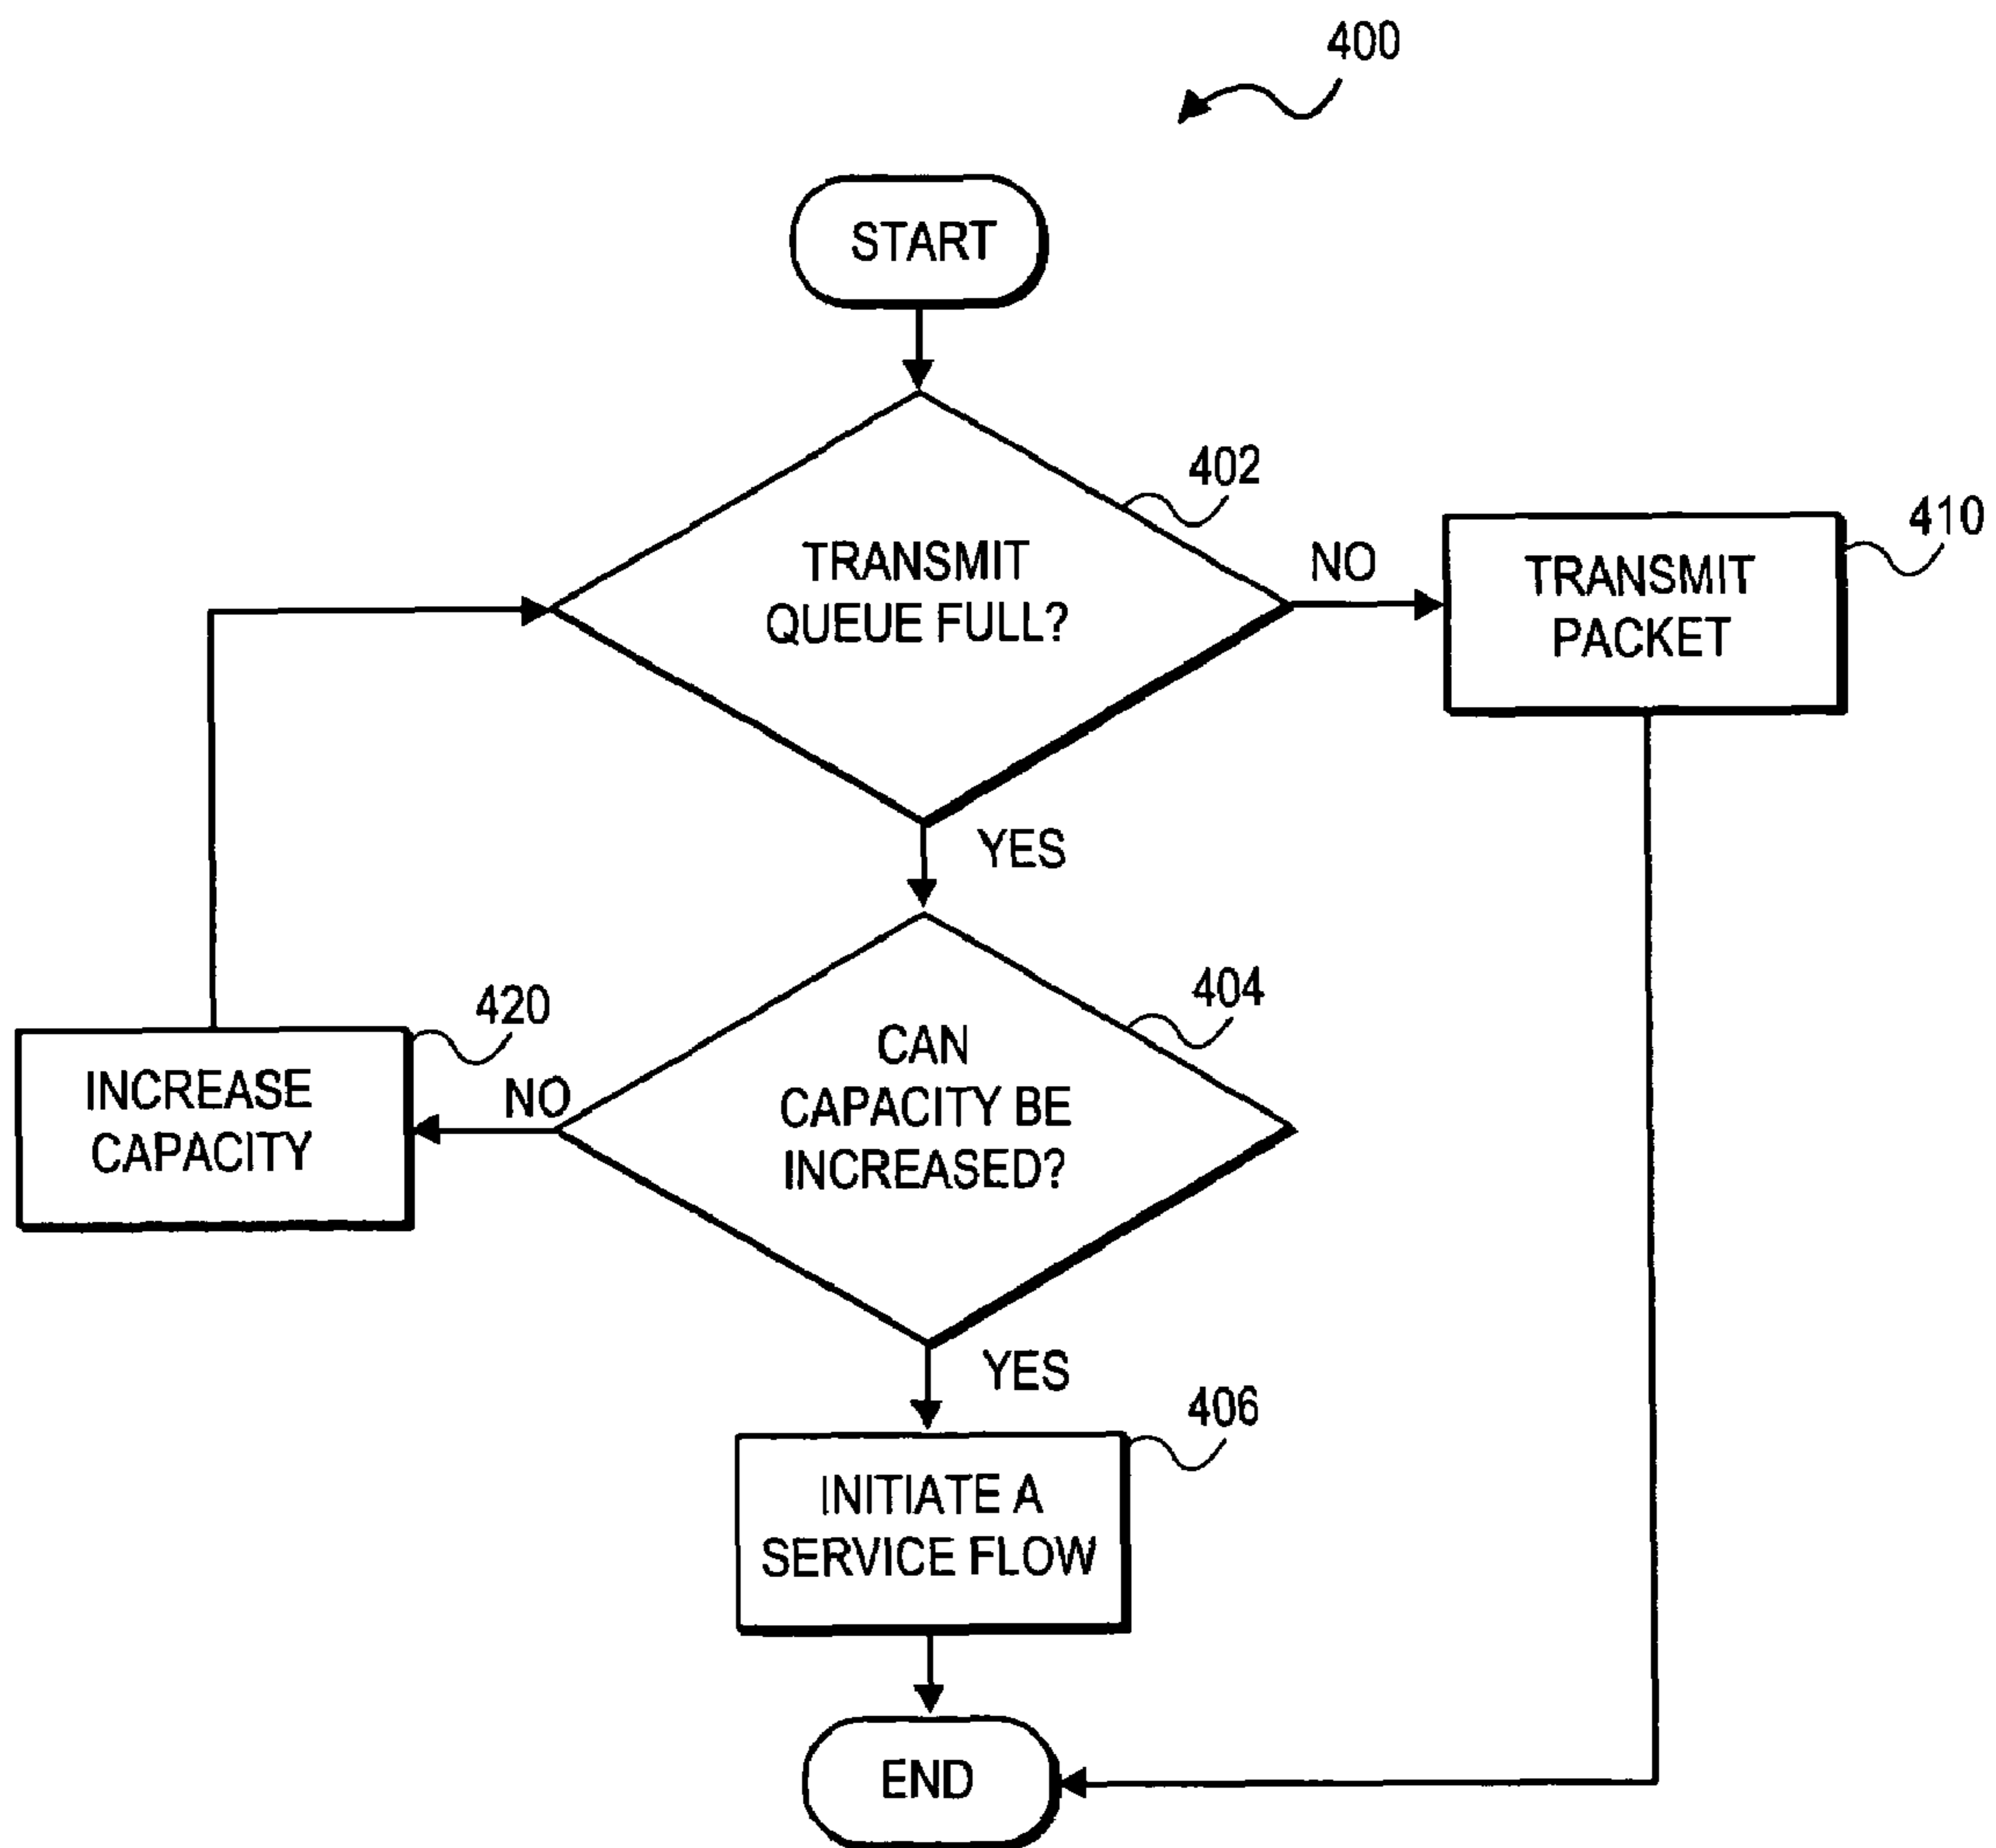 400
START
402
TRANSMIT
QUEUE FULL?
NO
410
TRANSMIT
PACKET
YES
404
CAN
CAPACITY BE
INCREASED?
NO
420
INCREASE
CAPACITY
YES
406
INITIATE A
SERVICE FLOW
END